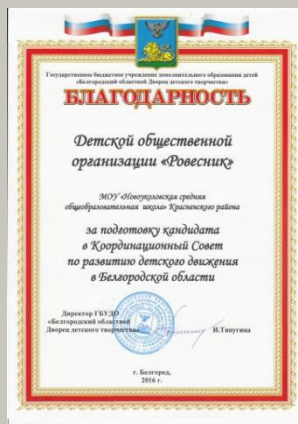 Государственное бюджетное учреждение дополнительного образования детей
«Белгородский областной Дворец детского творчества»
БЛАГОДАРНОСТЬ
Детской общественной
организации «Ровесник»
МОУ «Новоуколовская средняя
общеобразовательная школа» Красненского района
за подготовку кандидата
в Координационный Совет
по развитию детского движения
в Белгородской области
Директор ГБУДО
«Белгородский областной
Дворец детского творчества»
г. Белгород,
2016 г.